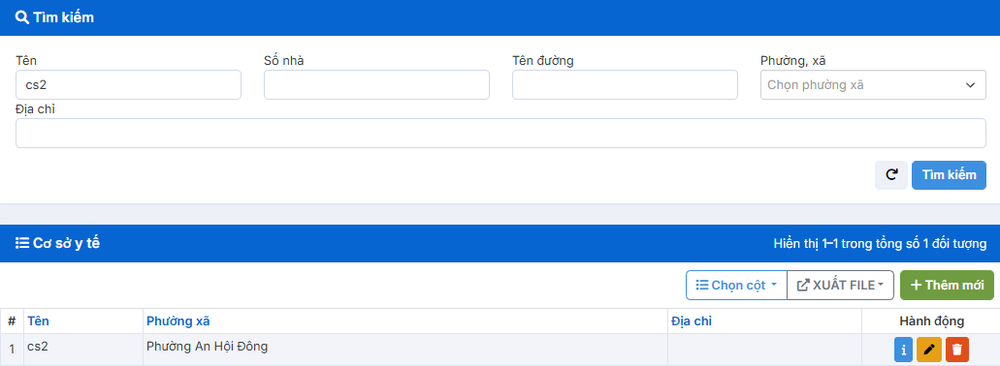 Tìm kiếm
Tên Số nhà Tên đường Phường, xã
cs2 Chọn phường xã
Địa chỉ
Tìm kiếm
Cơ sở y tế Hiển thị 1–1 trong tổng số 1 đối tượng
Chọn cột XUẤT FILE Thêm mới
# Tên Phường xã Địa chỉ Hành động
1 cs2 Phường An Hội Đông